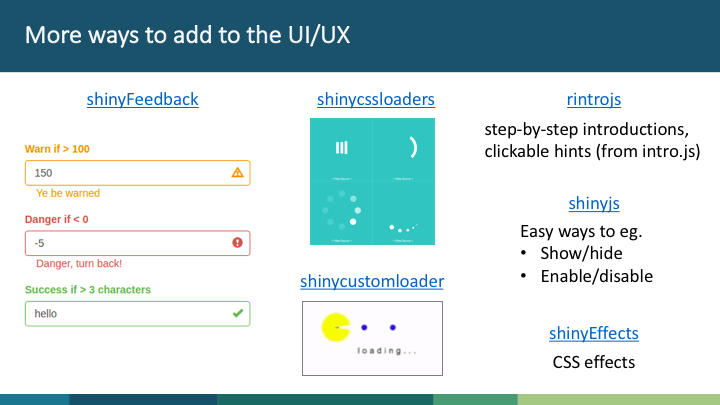 More ways to add to the UI/UX
shinyFeedback
Warn if > 100
150
Ye be warned
Danger if < 0
-5
Danger, turn back!
Success if > 3 characters
hello
shinycssloaders
shinycustomloader
loading...
rintrojs
step-by-step introductions,
clickable hints (from intro.js)
shinyjs
Easy ways to eg.
• Show/hide
• Enable/disable
shinyEffects
CSS effects